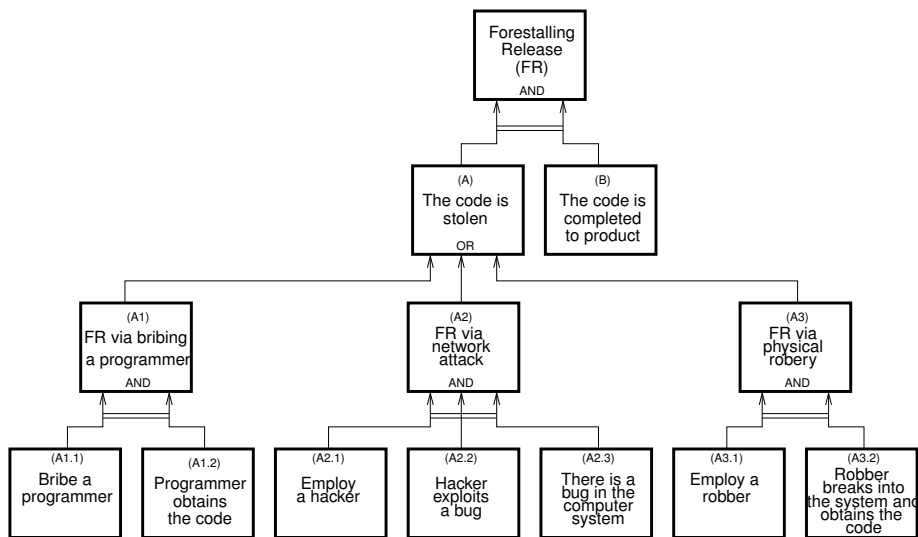 Forestalling
Release
(FR)
AND
(A)
The code is
stolen
OR
(B)
The code is
completed
to product
(A1)
FR via bribing
a programmer
AND
(A2)
FR via
network
attack
AND
(A3)
FR via
physical
robery
AND
(A1.1)
Bribe a
programmer
(A1.2)
Programmer
obtains
the code
(A2.1)
Employ
a hacker
(A2.2)
Hacker
exploits
a bug
(A2.3)
There is a
bug in the
computer
system
(A3.1)
Employ a
robber
(A3.2)
Robber
breaks into
the system and
obtains the
code